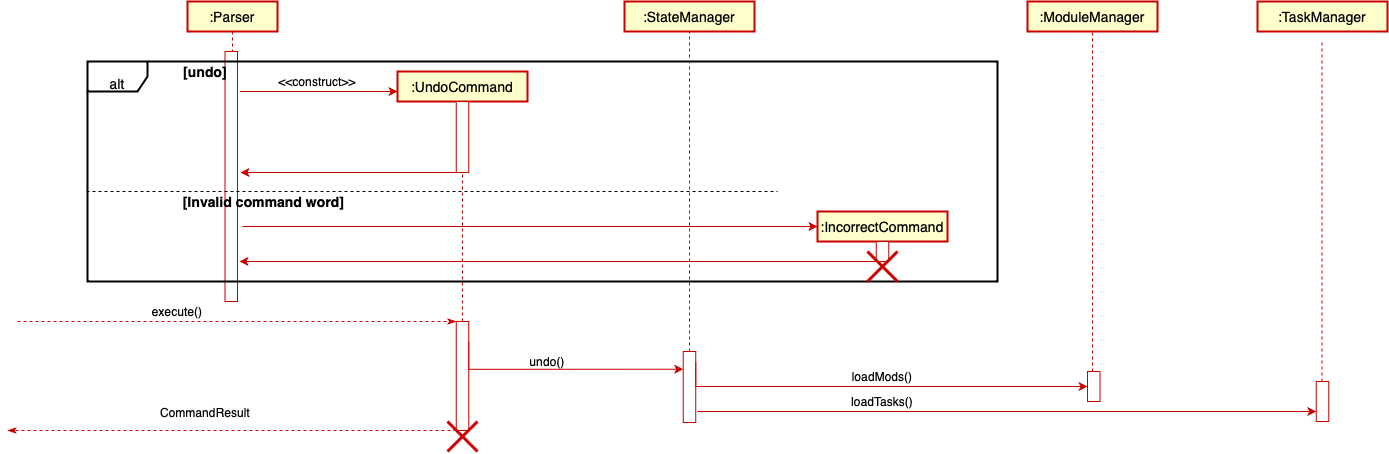 :Parser
:StateManager
:ModuleManager
:TaskManager
alt
[undo]
<<construct>>
:UndoCommand
[Invalid command word]
:IncorrectCommand
execute()
undo()
loadMods()
loadTasks()
CommandResult